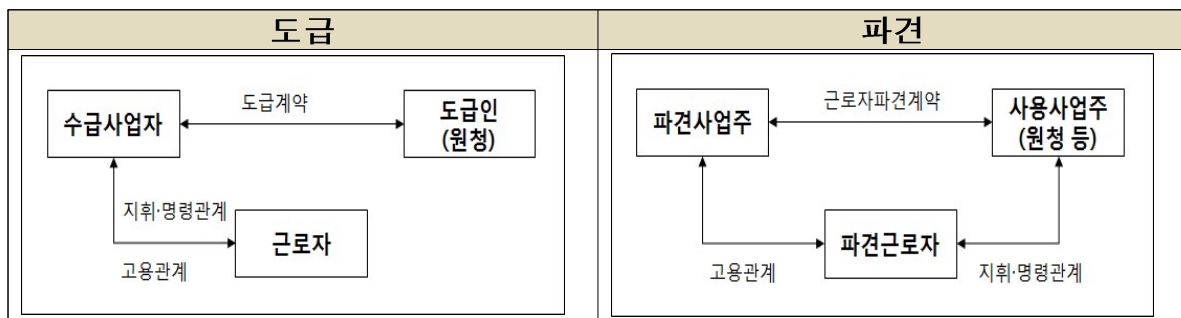 도급
수급사업자
도급계약
도급인
(원청)
지휘·명령관계
근로자
고용관계
파견
파견사업주
근로자파견계약
사용사업주
(원청 등)
파견근로자
고용관계
지휘·명령관계